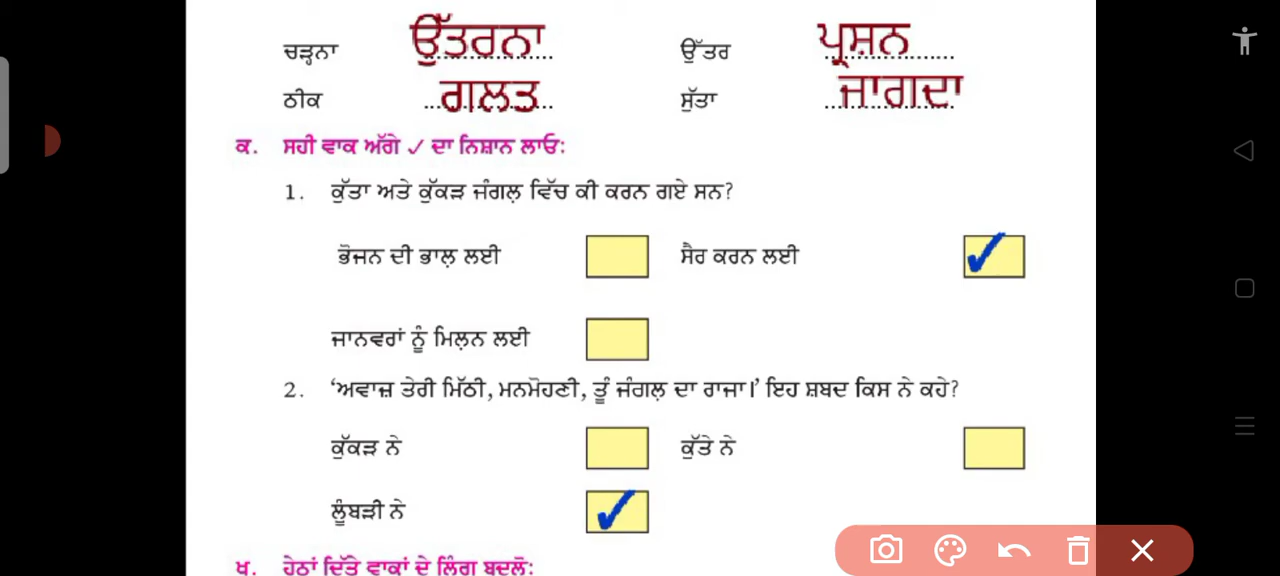 ਚੜ੍ਹਨਾ ਉੱਤਰਨਾ ਉੱਤਰ ਪ੍ਰਸ਼ਨ
ਠੀਕ ਗਲਤ ਸੁੱਤਾ ਜਾਗਦਾ
ਕ. ਸਹੀ ਵਾਕ ਅੱਗੇ ✓ ਦਾ ਨਿਸ਼ਾਨ ਲਾਓ:
1. ਕੁੱਤਾ ਅਤੇ ਕੁੱਕੜ ਜੰਗਲ਼ ਵਿੱਚ ਕੀ ਕਰਨ ਗਏ ਸਨ?
ਭੋਜਨ ਦੀ ਭਾਲ਼ ਲਈ ਸੈਰ ਕਰਨ ਲਈ ✓
ਜਾਨਵਰਾਂ ਨੂੰ ਮਿਲ਼ਨ ਲਈ
2. ‘ਅਵਾਜ਼ ਤੇਰੀ ਮਿੱਠੀ, ਮਨਮੋਹਣੀ, ਤੂੰ ਜੰਗਲ਼ ਦਾ ਰਾਜਾ।’ ਇਹ ਸ਼ਬਦ ਕਿਸ ਨੇ ਕਹੇ?
ਕੁੱਕੜ ਨੇ ਕੁੱਤੇ ਨੇ
ਲੂੰਬੜੀ ਨੇ ✓
ਖ. ਹੇਠਾਂ ਦਿੱਤੇ ਵਾਕਾਂ ਦੇ ਲਿੰਗ ਬਦਲੋ: